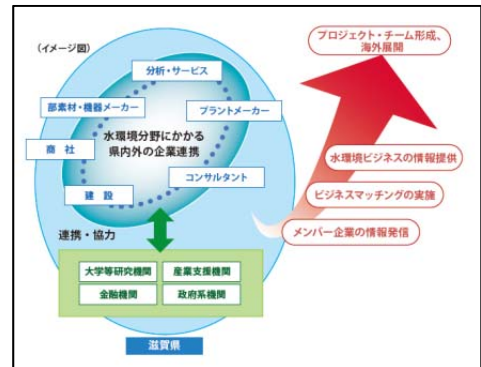 （イメージ図）
分析・サービス
部素材・機器メーカー
プラントメーカー
水環境分野にかかる
県内外の企業連携
商 社
コンサルタント
建 設
連携・協力
大学等研究機関
産業支援機関
金融機関
政府系機関
滋賀県
プロジェクト・チーム形成、
海外展開
水環境ビジネスの情報提供
ビジネスマッチングの実施
メンバー企業の情報発信